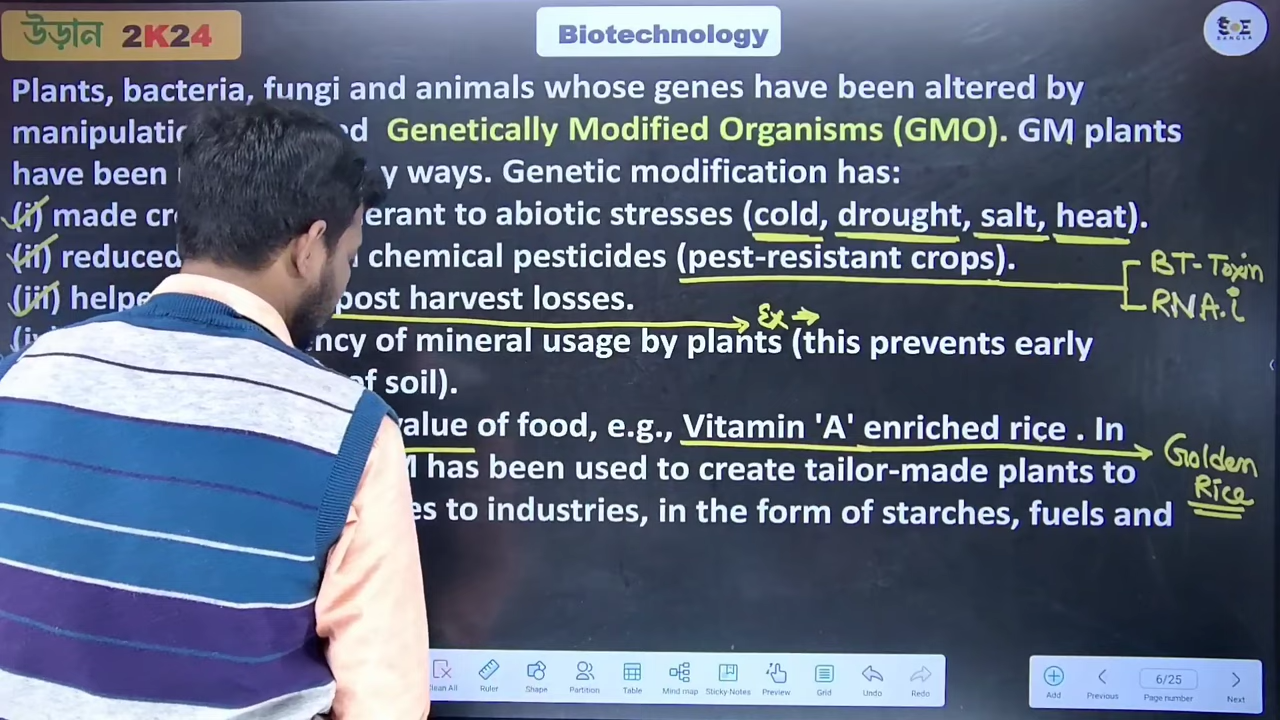 উড়ান 2K24
Biotechnology
SOE
BANGLA
Plants, bacteria, fungi and animals whose genes have been altered by
Genetically Modified Organisms (GMO). GM plants
have been y ways. Genetic modification has:
(i) made erant to abiotic stresses (cold, drought, salt, heat).
(ii) reduced chemical pesticides (pest-resistant crops).
BT-Toxin
RNA.i
(iii) post harvest losses.
Ex →
ncy of mineral usage by plants (this prevents early
of soil).
value of food, e.g., Vitamin 'A' enriched rice . In
Golden
Rice
has been used to create tailor-made plants to
es to industries, in the form of starches, fuels and
Clean All Ruler Shape Partition Table Mind map Sticky-Notes Preview Grid Undo Redo
Add Previous 6/25 Page number Next